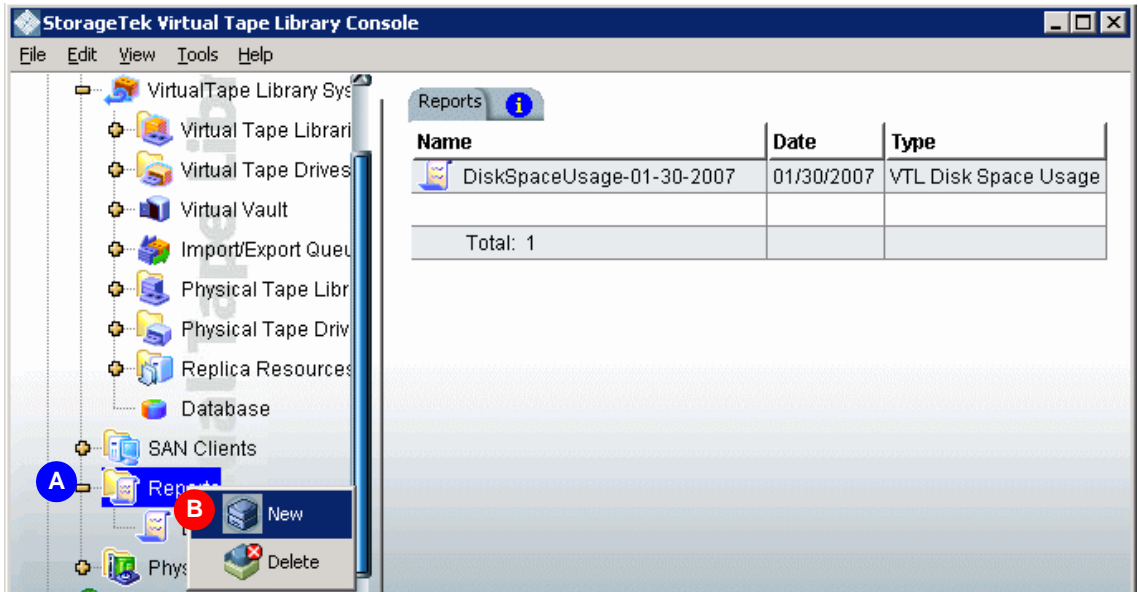 StorageTek Virtual Tape Library Console
File Edit View Tools Help
VirtualTape Library Sys
Virtual Tape Librari
Virtual Tape Drives
Virtual Vault
Import/Export Queu
Physical Tape Libr
Physical Tape Driv
Replica Resources
Database
SAN Clients
A
Reports
B
New
Delete
Phys
Reports
i
Name Date Type
DiskSpaceUsage-01-30-2007 01/30/2007 VTL Disk Space Usage
Total: 1